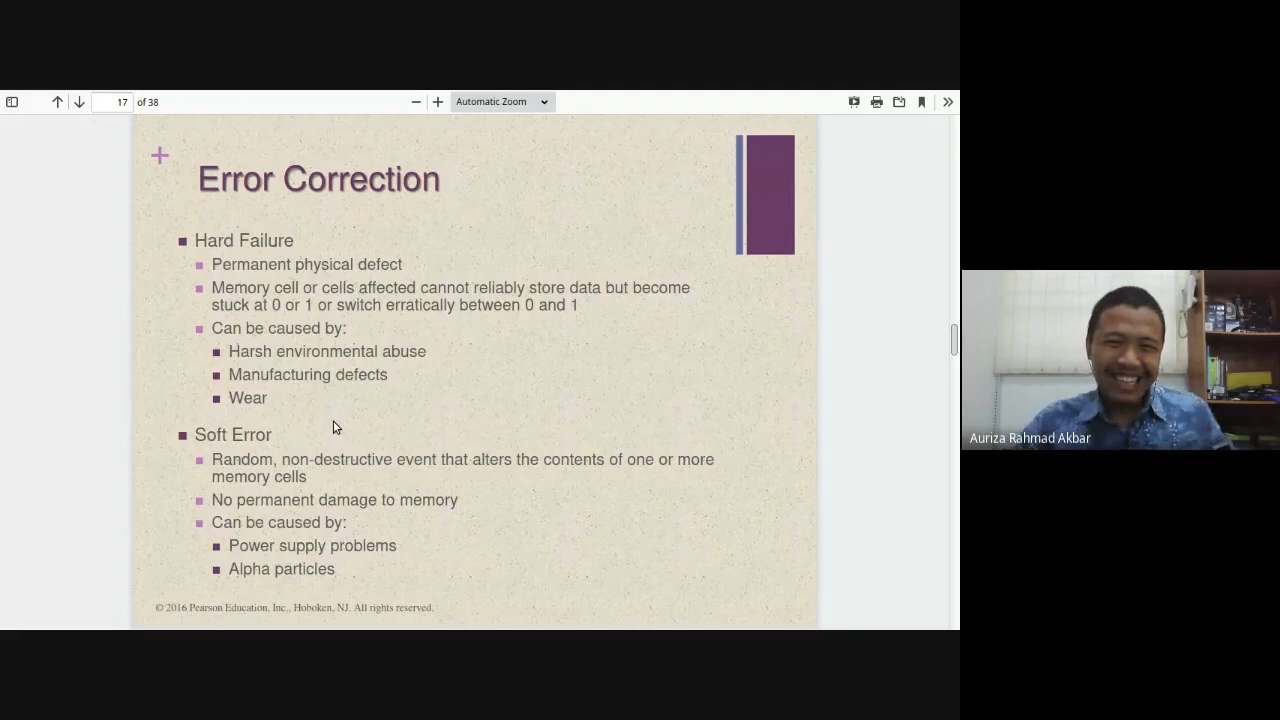 17 of 38
Automatic Zoom
+
Error Correction
Hard Failure
Permanent physical defect
Memory cell or cells affected cannot reliably store data but become
stuck at 0 or 1 or switch erratically between 0 and 1
Can be caused by:
Harsh environmental abuse
Manufacturing defects
Wear
Soft Error
Random, non-destructive event that alters the contents of one or more
memory cells
No permanent damage to memory
Can be caused by:
Power supply problems
Alpha particles
© 2016 Pearson Education, Inc., Hoboken, NJ. All rights reserved.
Auriza Rahmad Akbar